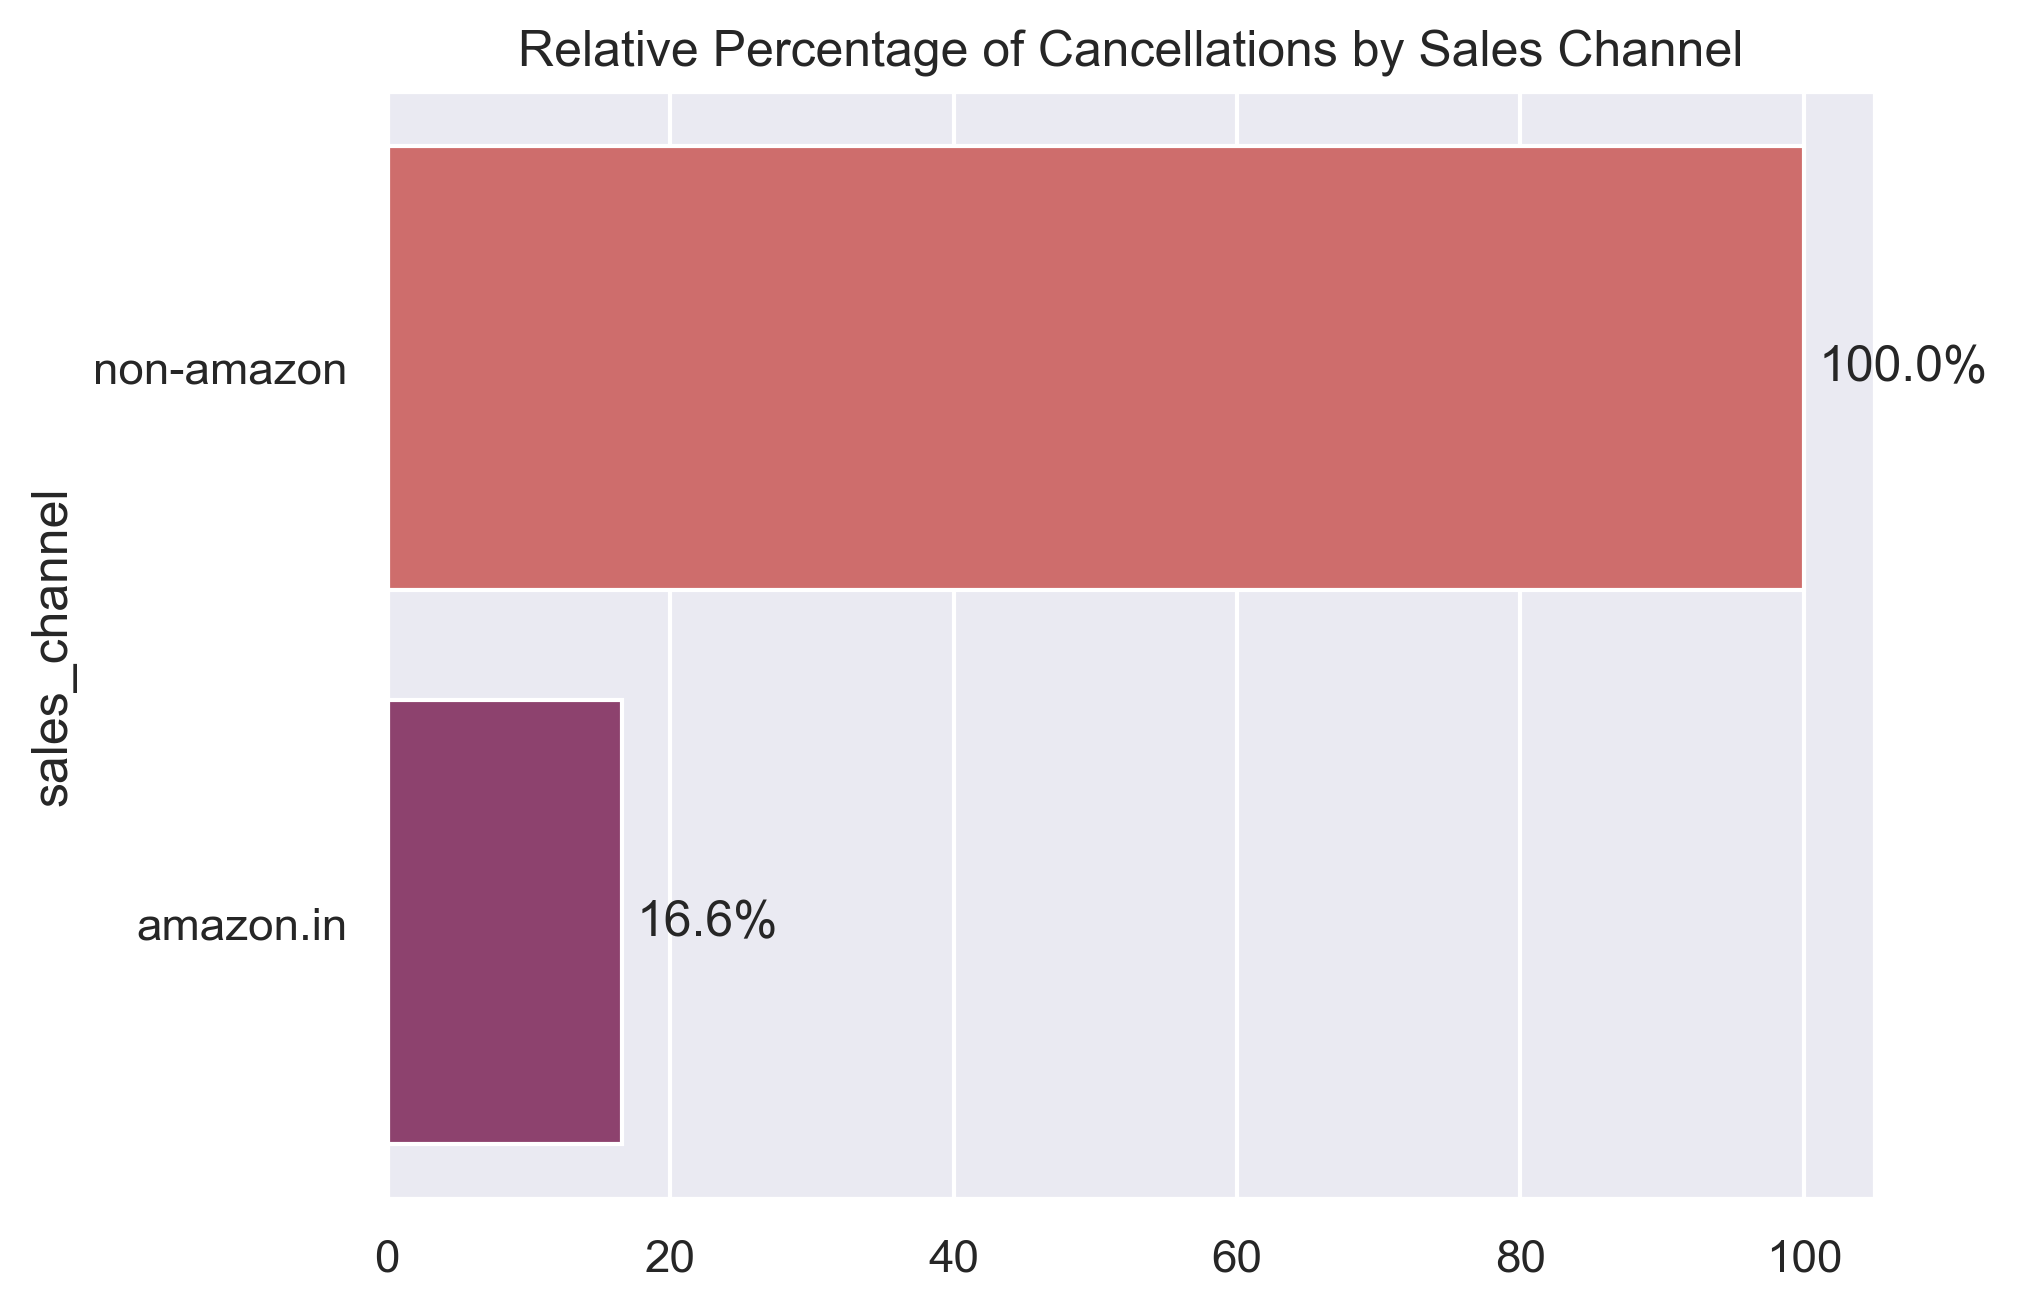 Relative Percentage of Cancellations by Sales Channel
non-amazon
100.0%
sales_channel
amazon.in
16.6%
0 20 40 60 80 100